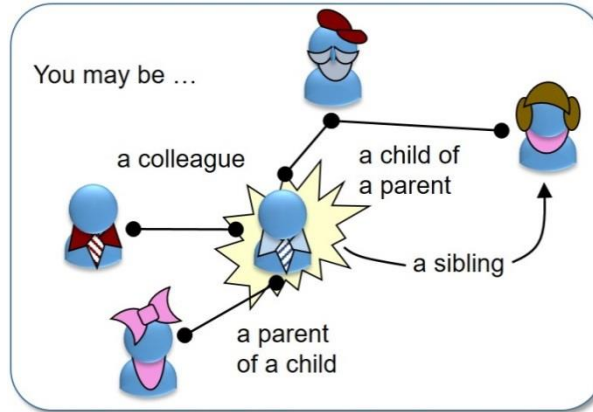 You may be …
a colleague
a child of
a parent
a sibling
a parent
of a child